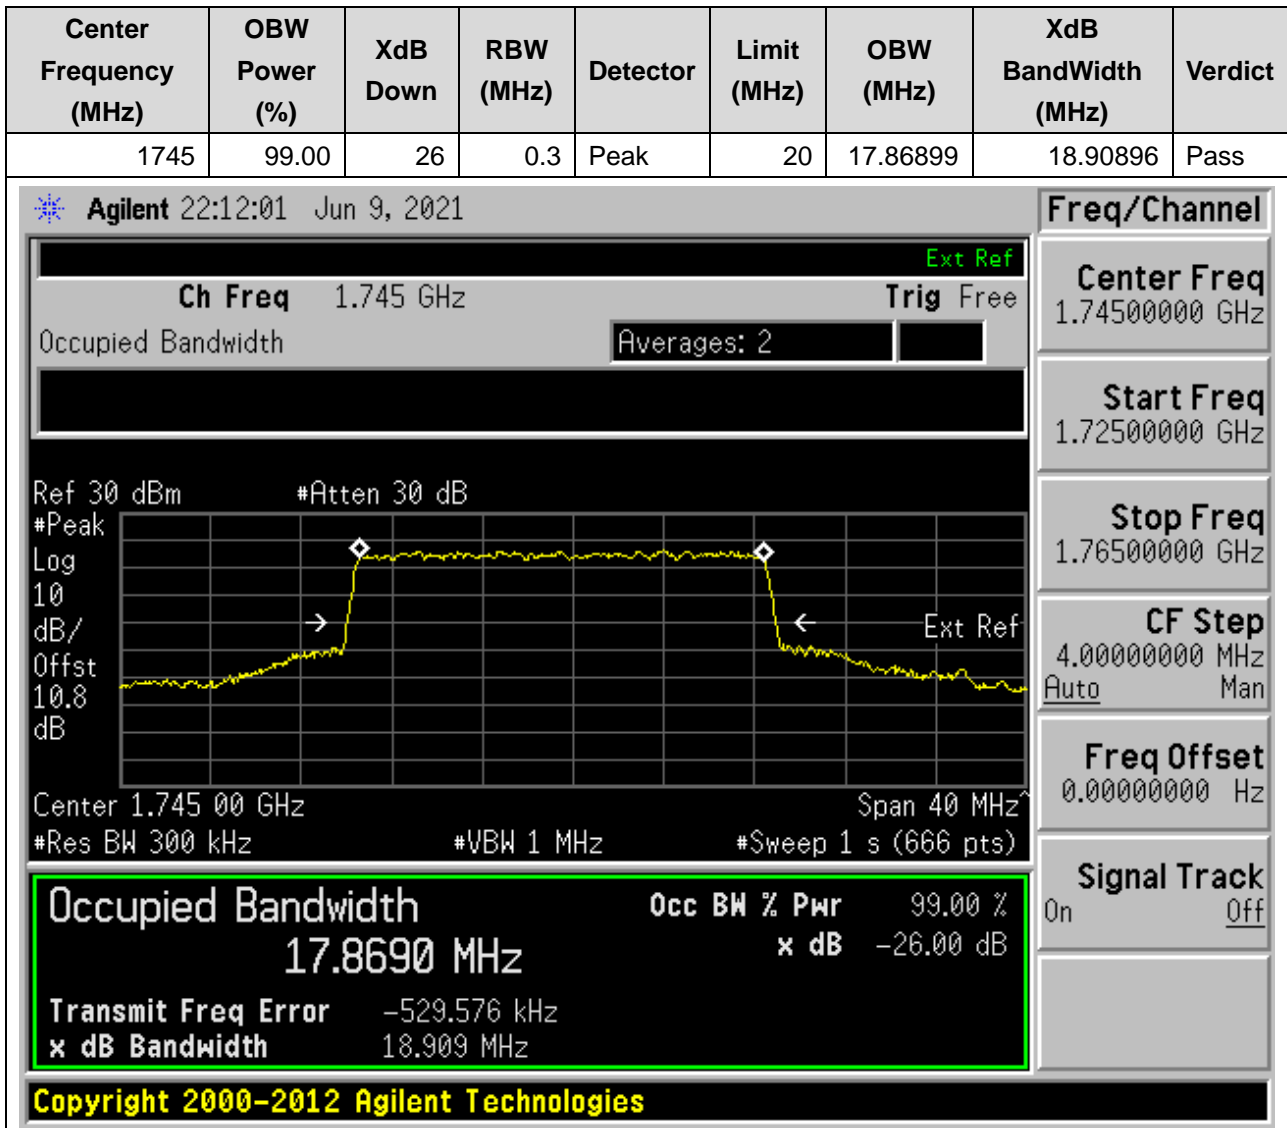 Center Frequency (MHz) OBW Power (%) XdB Down RBW (MHz) Detector Limit (MHz) OBW (MHz) XdB BandWidth (MHz) Verdict
1745 99.00 26 0.3 Peak 20 17.86899 18.90896 Pass
Agilent 22:12:01 Jun 9, 2021
Freq/Channel
Ext Ref
Ch Freq 1.745 GHz Trig Free
Occupied Bandwidth Averages: 2
Center Freq
1.74500000 GHz
Start Freq
1.72500000 GHz
Stop Freq
1.76500000 GHz
CF Step
4.00000000 MHz
Auto Man
Freq Offset
0.00000000 Hz
Signal Track
On Off
Ref 30 dBm #Atten 30 dB
#Peak
Log
10
dB/
Offst
10.8
dB
Ext Ref
Center 1.745 00 GHz Span 40 MHz^
#Res BW 300 kHz #VBW 1 MHz #Sweep 1 s (666 pts)
Occupied Bandwidth Occ BW % Pwr 99.00 %
17.8690 MHz x dB -26.00 dB
Transmit Freq Error -529.576 kHz
x dB Bandwidth 18.909 MHz
Copyright 2000-2012 Agilent Technologies